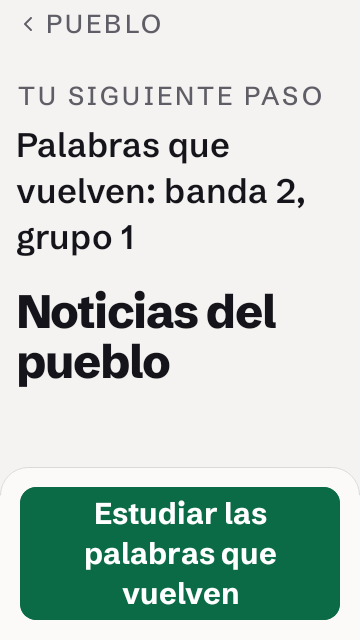 PUEBLO
TU SIGUIENTE PASO
Palabras que
vuelven: banda 2,
grupo 1
Noticias del
pueblo
Estudiar las
palabras que
vuelven